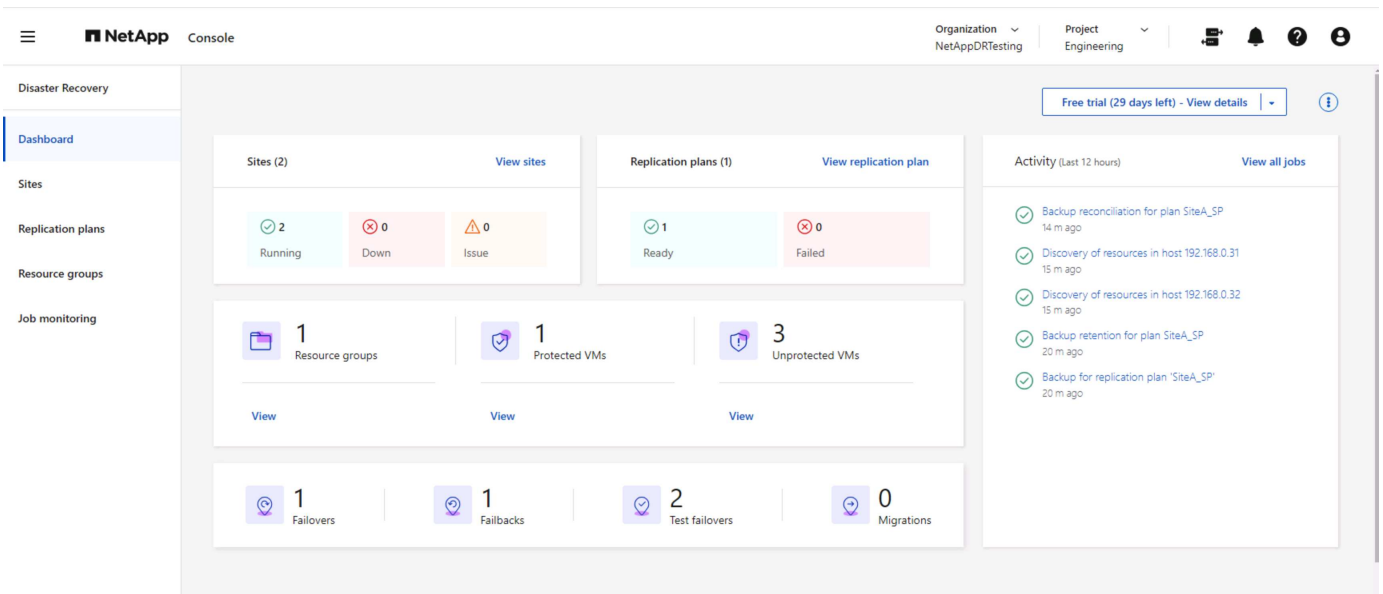 NetApp Console
Organization
NetAppDRTesting
Project
Engineering
Disaster Recovery
Dashboard
Sites
Replication plans
Resource groups
Job monitoring
Free trial (29 days left) - View details
Sites (2)
View sites
2
Running
0
Down
0
Issue
Replication plans (1)
View replication plan
1
Ready
0
Failed
1
Resource groups
View
1
Protected VMs
View
3
Unprotected VMs
View
1
Failovers
1
Failbacks
2
Test failovers
0
Migrations
Activity (Last 12 hours)
View all jobs
Backup reconciliation for plan SiteA_SP
14 m ago
Discovery of resources in host 192.168.0.31
15 m ago
Discovery of resources in host 192.168.0.32
15 m ago
Backup retention for plan SiteA_SP
20 m ago
Backup for replication plan 'SiteA_SP'
20 m ago